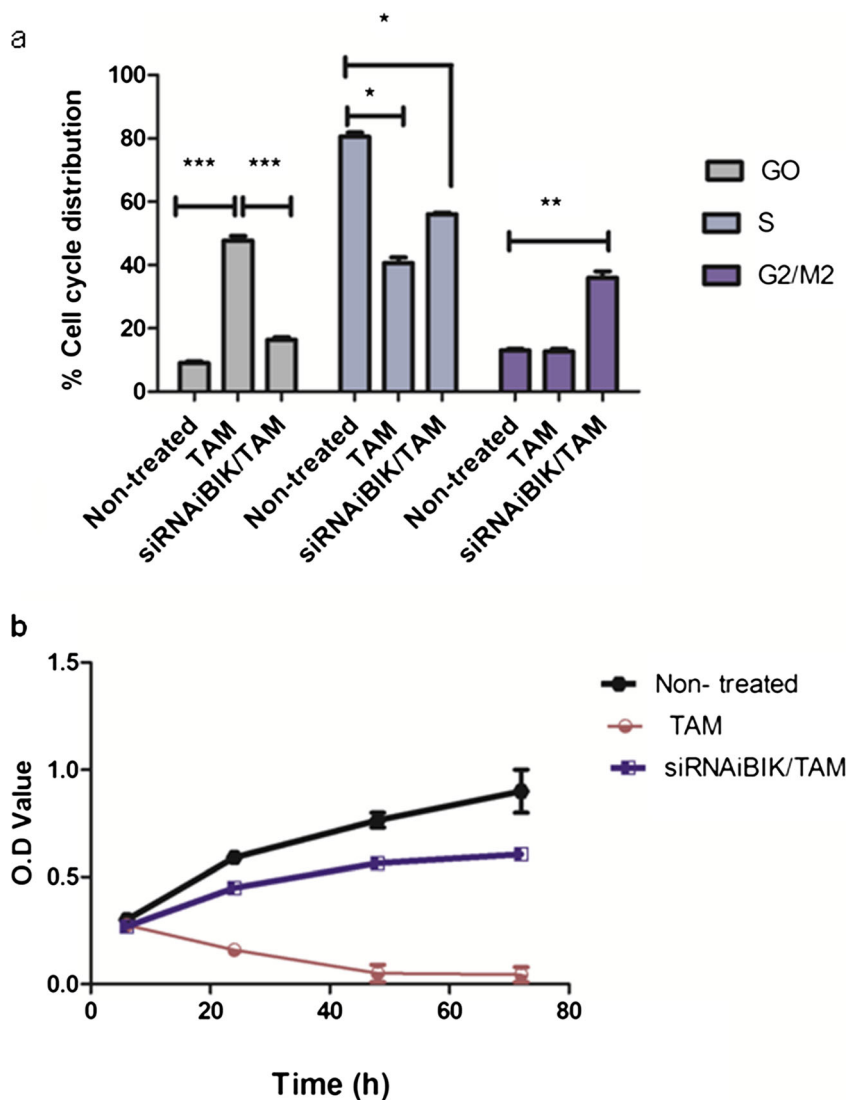 a
*
*
*** ***
**
% Cell cycle distribution
100
80
60
40
20
0
GO
S
G2/M2
Non-treated
TAM
siRNAiBIK/TAM
Non-treated
TAM
siRNAiBIK/TAM
Non-treated
TAM
siRNAiBIK/TAM
b
O.D Value
1.5
1.0
0.5
0.0
0 20 40 60 80
Time (h)
Non- treated
TAM
siRNAiBIK/TAM